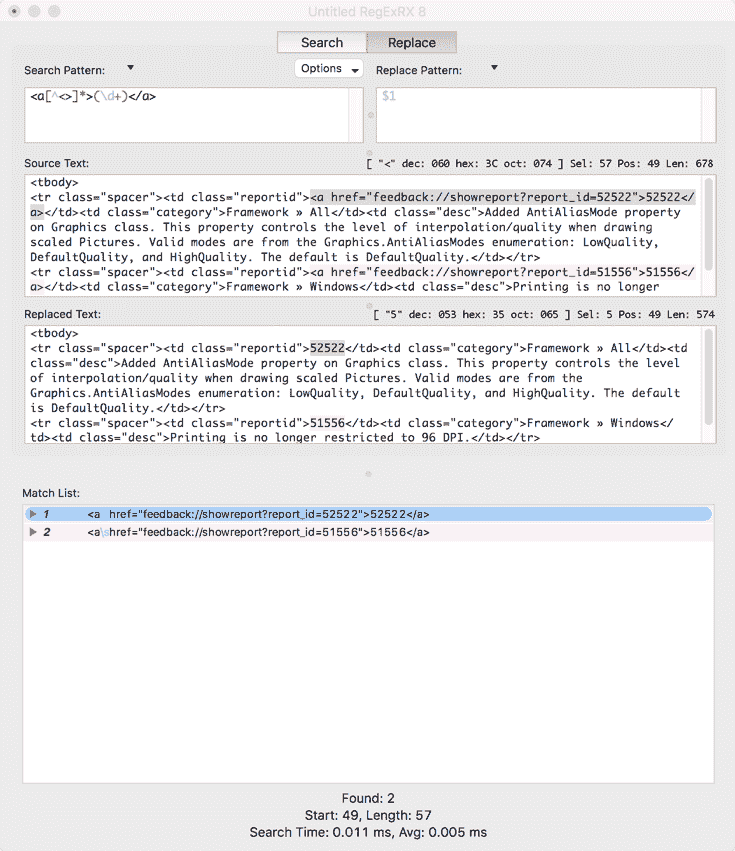 Untitled RegExRX 8
Search Replace
Search Pattern: Options Replace Pattern:
<a[^<>]*>(\d+)</a> $1
Source Text: [ "<" dec: 060 hex: 3C oct: 074 ] Sel: 57 Pos: 49 Len: 678
<tbody>
<tr class="spacer"><td class="reportid"><a href="feedback://showreport?report_id=52522">52522</
a></td><td class="category">Framework » All</td><td class="desc">Added AntiAliasMode property
on Graphics class. This property controls the level of interpolation/quality when drawing
scaled Pictures. Valid modes are from the Graphics.AntiAliasModes enumeration: LowQuality,
DefaultQuality, and HighQuality. The default is DefaultQuality.</td></tr>
<tr class="spacer"><td class="reportid"><a href="feedback://showreport?report_id=51556">51556</
a></td><td class="category">Framework » Windows</td><td class="desc">Printing is no longer
Replaced Text: [ "5" dec: 053 hex: 35 oct: 065 ] Sel: 5 Pos: 49 Len: 574
<tbody>
<tr class="spacer"><td class="reportid">52522</td><td class="category">Framework » All</td><td
class="desc">Added AntiAliasMode property on Graphics class. This property controls the level
of interpolation/quality when drawing scaled Pictures. Valid modes are from the
Graphics.AntiAliasModes enumeration: LowQuality, DefaultQuality, and HighQuality. The default
is DefaultQuality.</td></tr>
<tr class="spacer"><td class="reportid">51556</td><td class="category">Framework » Windows</
td><td class="desc">Printing is no longer restricted to 96 DPI.</td></tr>
Match List:
1 <a href="feedback://showreport?report_id=52522">52522</a>
2 <a\shref="feedback://showreport?report_id=51556">51556</a>
Found: 2
Start: 49, Length: 57
Search Time: 0.011 ms, Avg: 0.005 ms